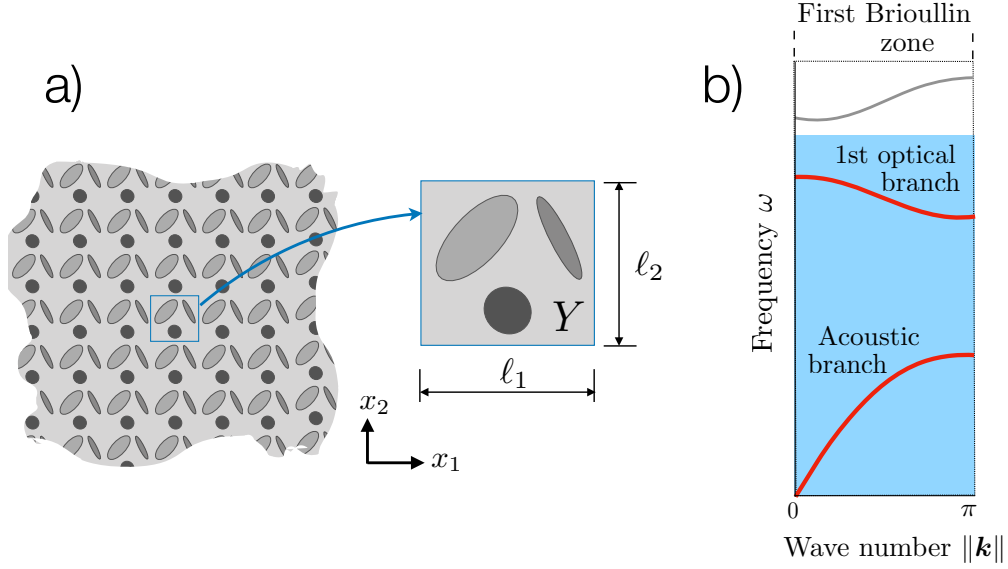 a)
Y
ℓ₂
ℓ₁
x₂
x₁
b)
First Brioullin
zone
1st optical
branch
Acoustic
branch
Frequency ω
0
π
Wave number ‖k‖